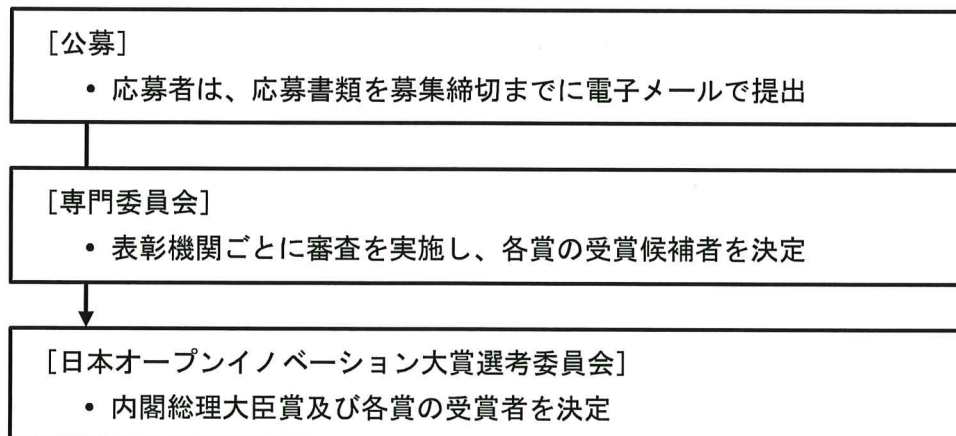 ［公募］
• 応募者は、応募書類を募集締切までに電子メールで提出
［専門委員会］
• 表彰機関ごとに審査を実施し、各賞の受賞候補者を決定
［日本オープンイノベーション大賞選考委員会］
• 内閣総理大臣賞及び各賞の受賞者を決定